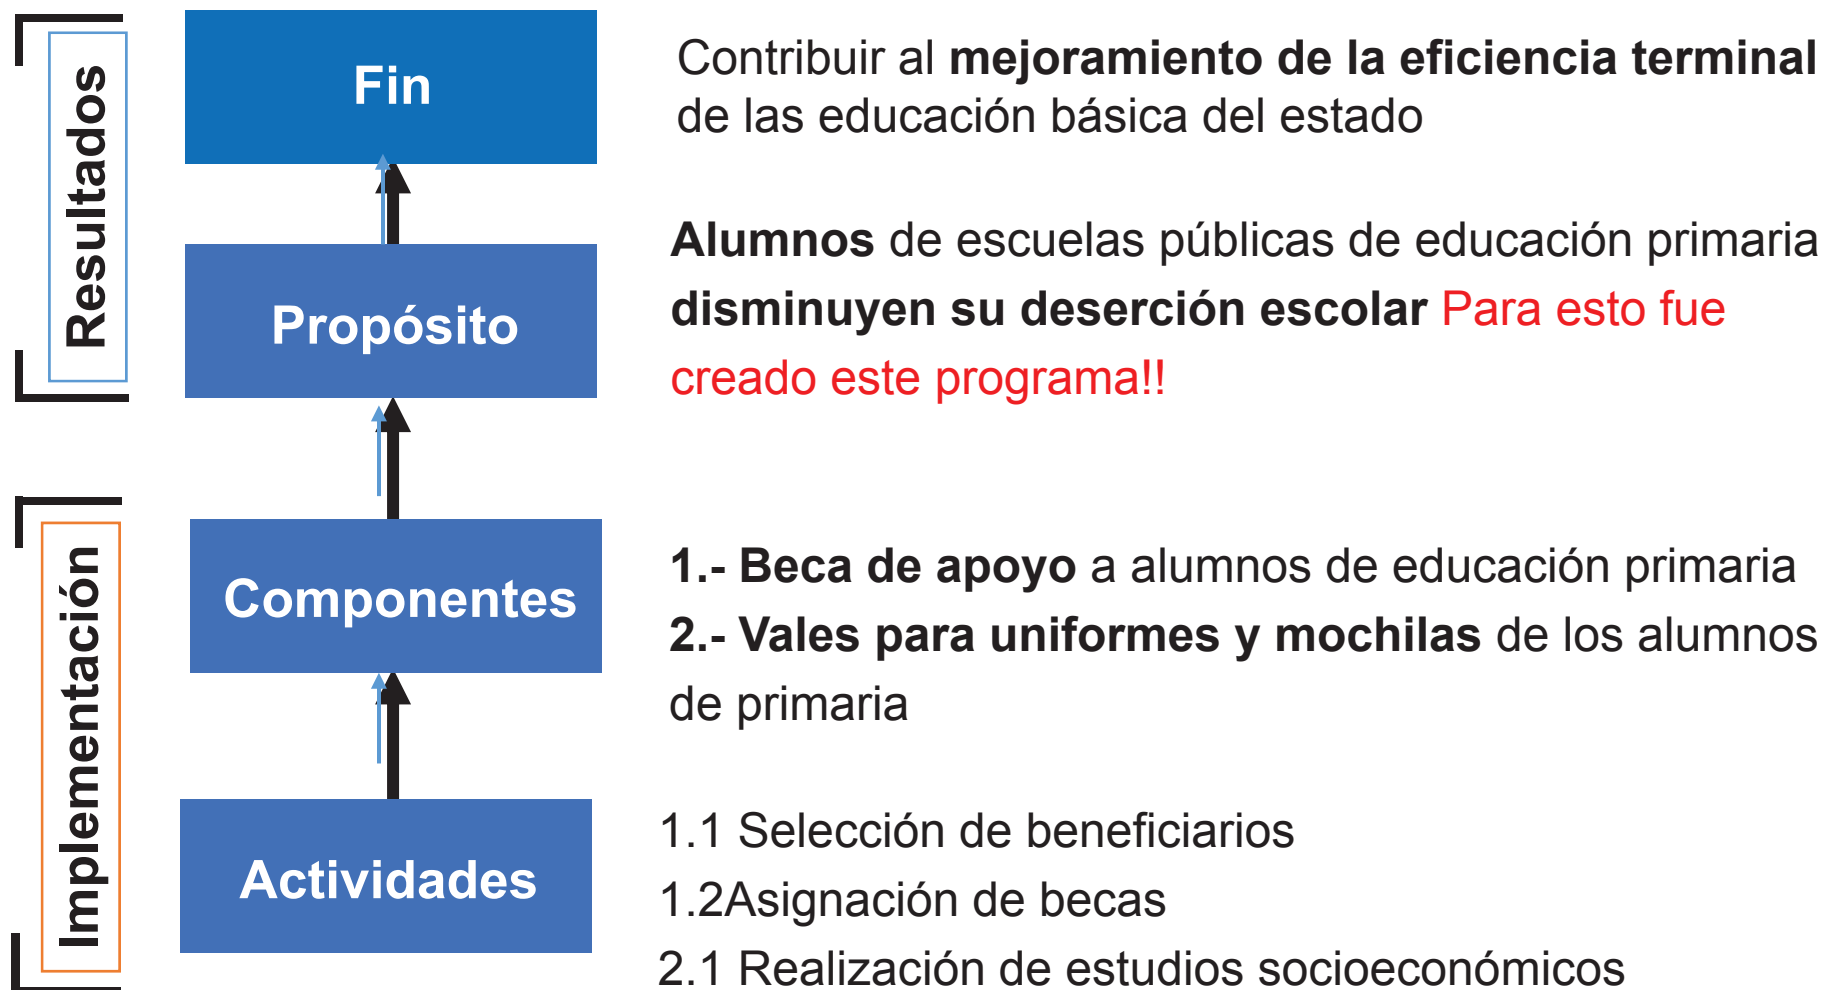 Resultados
Fin
Contribuir al mejoramiento de la eficiencia terminal
de las educación básica del estado
Propósito
Alumnos de escuelas públicas de educación primaria
disminuyen su deserción escolar Para esto fue
creado este programa!!
Implementación
Componentes
1.- Beca de apoyo a alumnos de educación primaria
2.- Vales para uniformes y mochilas de los alumnos
de primaria
Actividades
1.1 Selección de beneficiarios
1.2Asignación de becas
2.1 Realización de estudios socioeconómicos